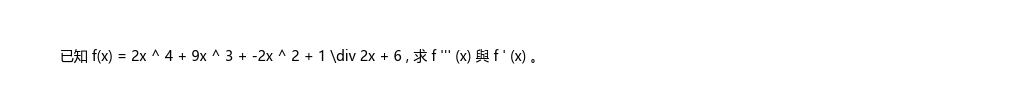 已知 f(x) = 2x ^ 4 + 9x ^ 3 + -2x ^ 2 + 1 \div 2x + 6 , 求 f ''' (x) 與 f ' (x) 。